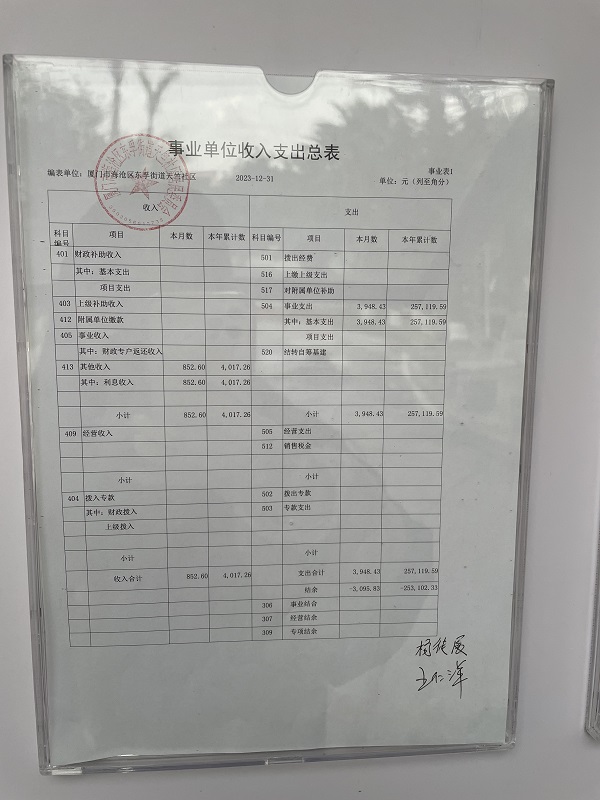 事业单位收入支出总表
事业表1
编表单位：厦门市海沧区东孚街道天竺社区 2023-12-31 单位：元（列至角分）
收入 支出
科目编号 项目 本月数 本年累计数 科目编号 项目 本月数 本年累计数
401 财政补助收入 501 拨出经费
其中：基本支出 516 上缴上级支出
项目支出 517 对附属单位补助
403 上级补助收入 504 事业支出 3,948.43 257,119.59
412 附属单位缴款 其中：基本支出 3,948.43 257,119.59
405 事业收入 项目支出
其中：财政专户返还收入 520 结转自筹基建
413 其他收入 852.60 4,017.26
其中：利息收入 852.60 4,017.26
小计 852.60 4,017.26 小计 3,948.43 257,119.59
409 经营收入 505 经营支出
512 销售税金
小计 小计
404 拨入专款 502 拨出专款
其中：财政拨入 503 专款支出
上级拨入
小计 小计
收入合计 852.60 4,017.26 支出合计 3,948.43 257,119.59
结余 -3,095.83 -253,102.33
306 事业结合
307 经营结余
309 专项结余
王仁洋